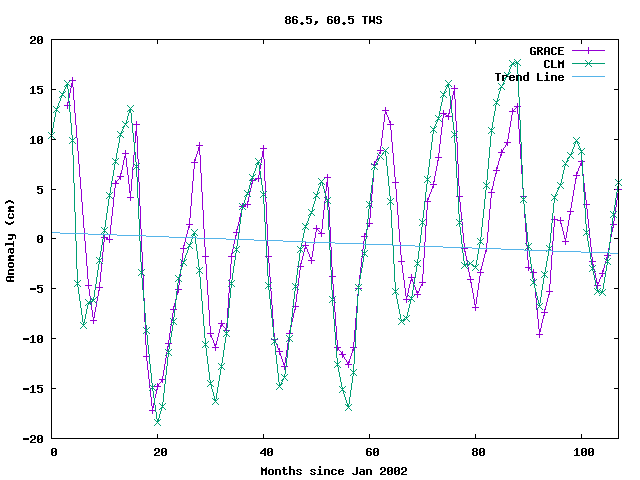 86.5, 60.5 TWS
GRACE
CLM
Trend Line
Anomaly (cm)
20
15
10
5
0
-5
-10
-15
-20
0 20 40 60 80 100
Months since Jan 2002